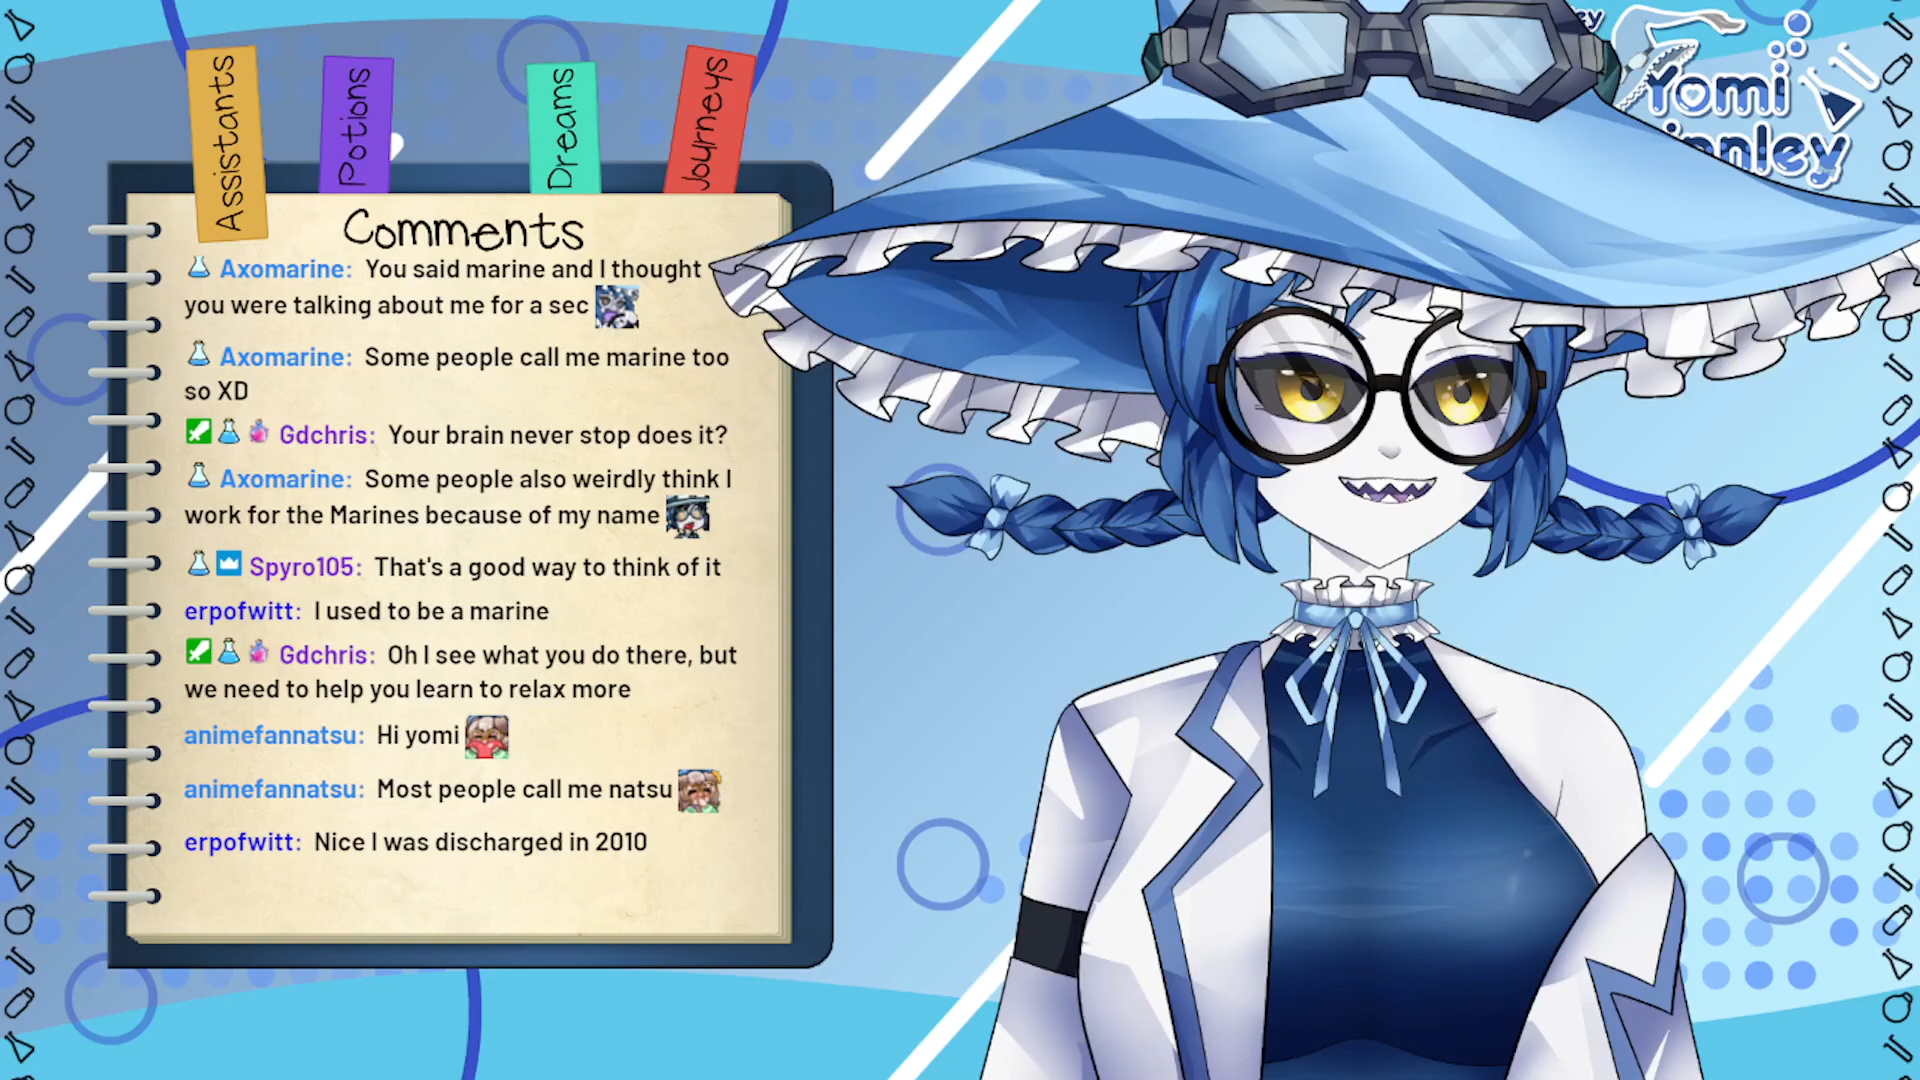 Assistants
Potions
Dreams
Journeys
Yomi
Comments
Axomarine: You said marine and I thought
you were talking about me for a sec
Axomarine: Some people call me marine too
so XD
Gdchris: Your brain never stop does it?
Axomarine: Some people also weirdly think I
work for the Marines because of my name
Spyro105: That's a good way to think of it
erpofwitt: I used to be a marine
Gdchris: Oh I see what you do there, but
we need to help you learn to relax more
animefannatsu: Hi yomi
animefannatsu: Most people call me natsu
erpofwitt: Nice I was discharged in 2010